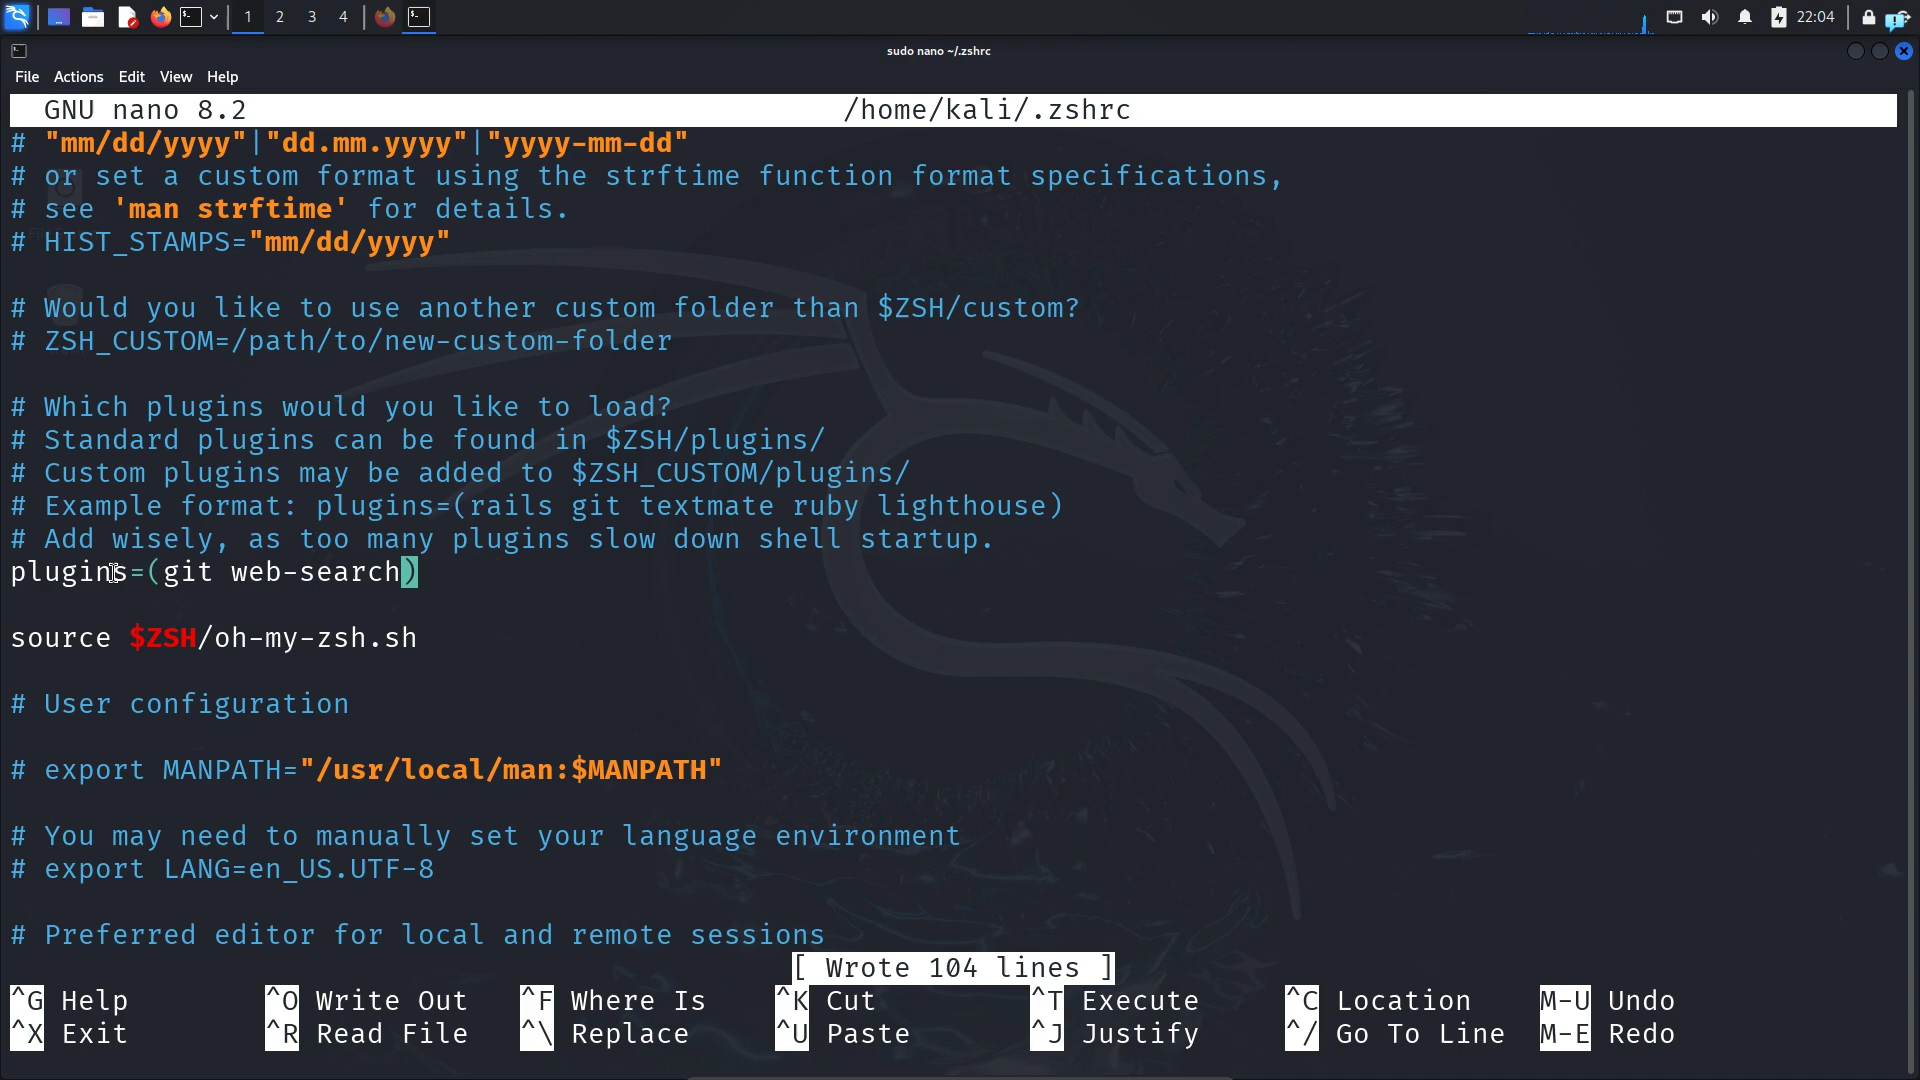 1 2 3 4 22:04
sudo nano ~/.zshrc
File Actions Edit View Help
GNU nano 8.2 /home/kali/.zshrc
# "mm/dd/yyyy"|"dd.mm.yyyy"|"yyyy-mm-dd"
# or set a custom format using the strftime function format specifications,
# see 'man strftime' for details.
# HIST_STAMPS="mm/dd/yyyy"
# Would you like to use another custom folder than $ZSH/custom?
# ZSH_CUSTOM=/path/to/new-custom-folder
# Which plugins would you like to load?
# Standard plugins can be found in $ZSH/plugins/
# Custom plugins may be added to $ZSH_CUSTOM/plugins/
# Example format: plugins=(rails git textmate ruby lighthouse)
# Add wisely, as too many plugins slow down shell startup.
plugins=(git web-search)
source $ZSH/oh-my-zsh.sh
# User configuration
# export MANPATH="/usr/local/man:$MANPATH"
# You may need to manually set your language environment
# export LANG=en_US.UTF-8
# Preferred editor for local and remote sessions
[ Wrote 104 lines ]
^G Help ^O Write Out ^F Where Is ^K Cut ^T Execute ^C Location M-U Undo
^X Exit ^R Read File ^\ Replace ^U Paste ^J Justify ^/ Go To Line M-E Redo